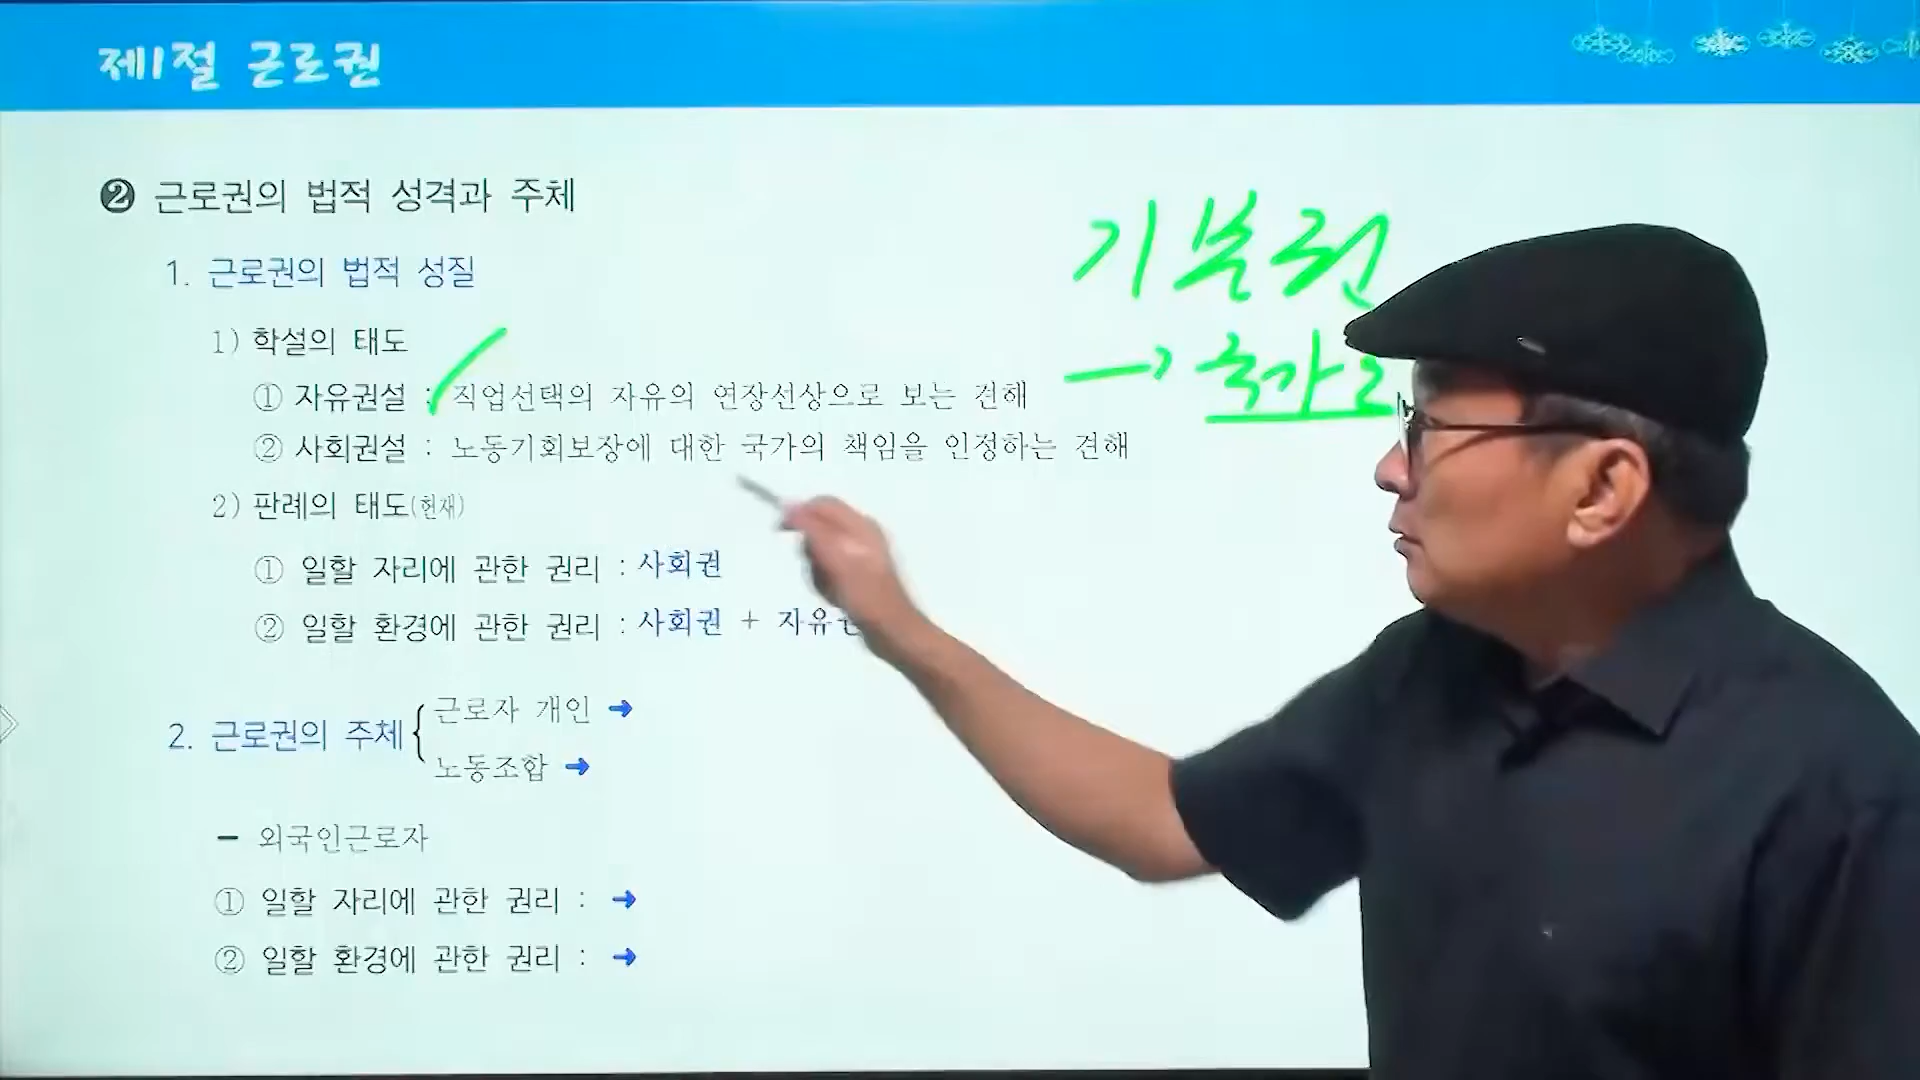 제1절 근로권
❷ 근로권의 법적 성격과 주체
1. 근로권의 법적 성질
1) 학설의 태도
① 자유권설 : 직업선택의 자유의 연장선상으로 보는 견해
② 사회권설 : 노동기회보장에 대한 국가의 책임을 인정하는 견해
2) 판례의 태도(헌재)
① 일할 자리에 관한 권리 : 사회권
② 일할 환경에 관한 권리 : 사회권 + 자유권
2. 근로권의 주체
근로자 개인 ➜
노동조합 ➜
━ 외국인근로자
① 일할 자리에 관한 권리 : ➜
② 일할 환경에 관한 권리 : ➜
기본권
→ 국가